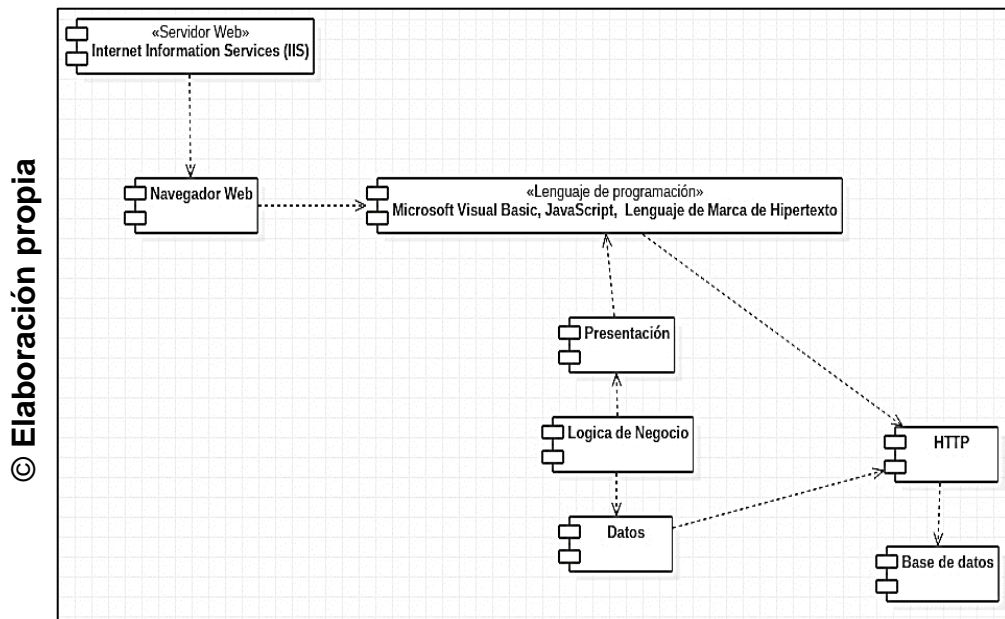 «Servidor Web»
Internet Information Services (IIS)
Navegador Web
«Lenguaje de programación»
Microsoft Visual Basic, JavaScript, Lenguaje de Marca de Hipertexto
Presentación
Logica de Negocio
HTTP
Datos
Base de datos
© Elaboración propia